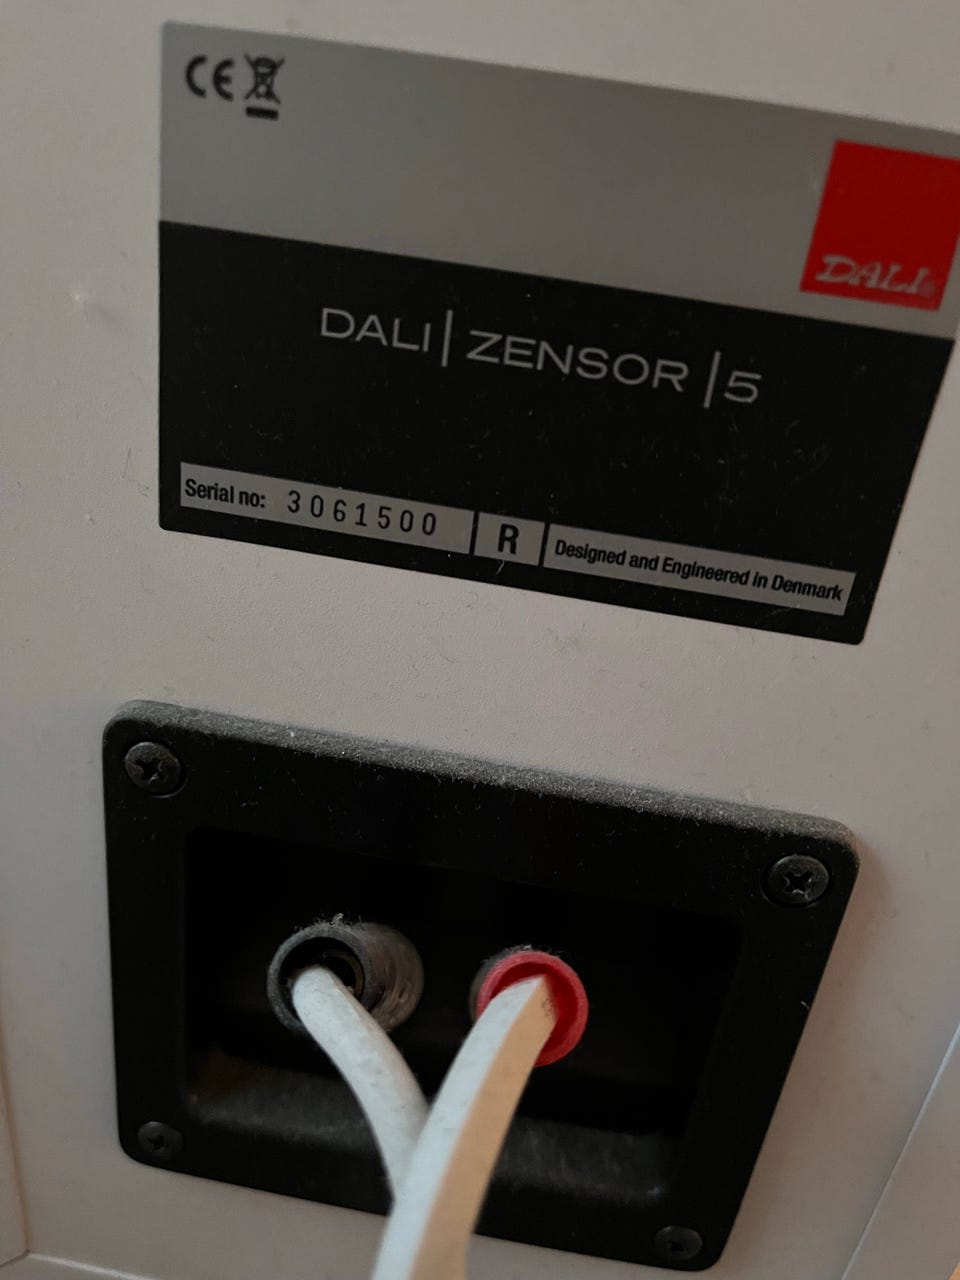 CE
DALI
DALI | ZENSOR | 5
Serial no: 3061500 R Designed and Engineered in Denmark